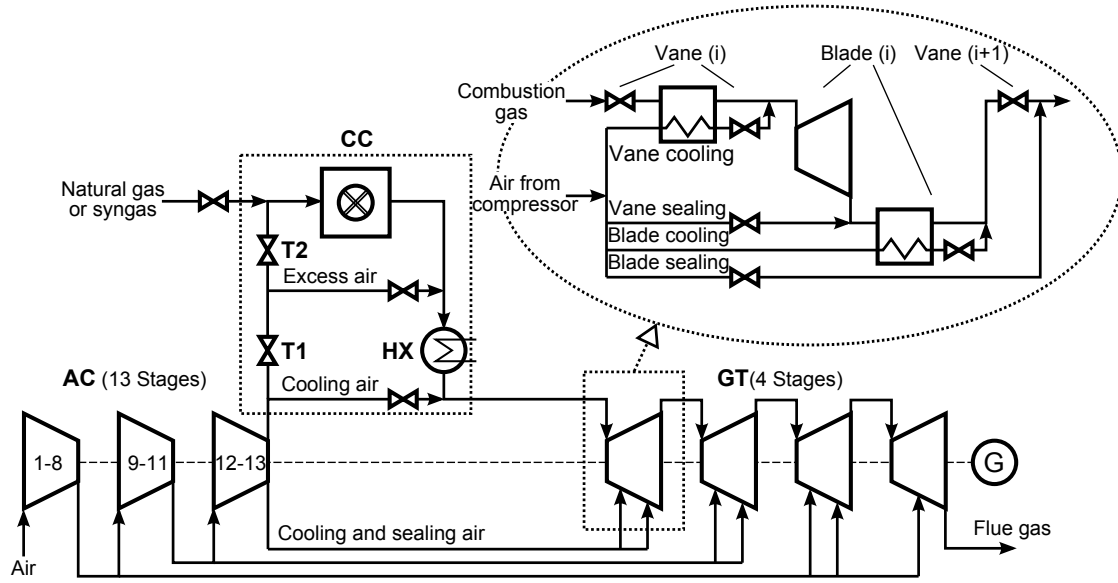 Vane (i)
Blade (i)
Vane (i+1)
Combustion
gas
Vane cooling
Air from
compressor
Vane sealing
Blade cooling
Blade sealing
CC
Natural gas
or syngas
T2
Excess air
T1
HX
Cooling air
AC (13 Stages)
GT(4 Stages)
1-8
9-11
12-13
G
Cooling and sealing air
Flue gas
Air